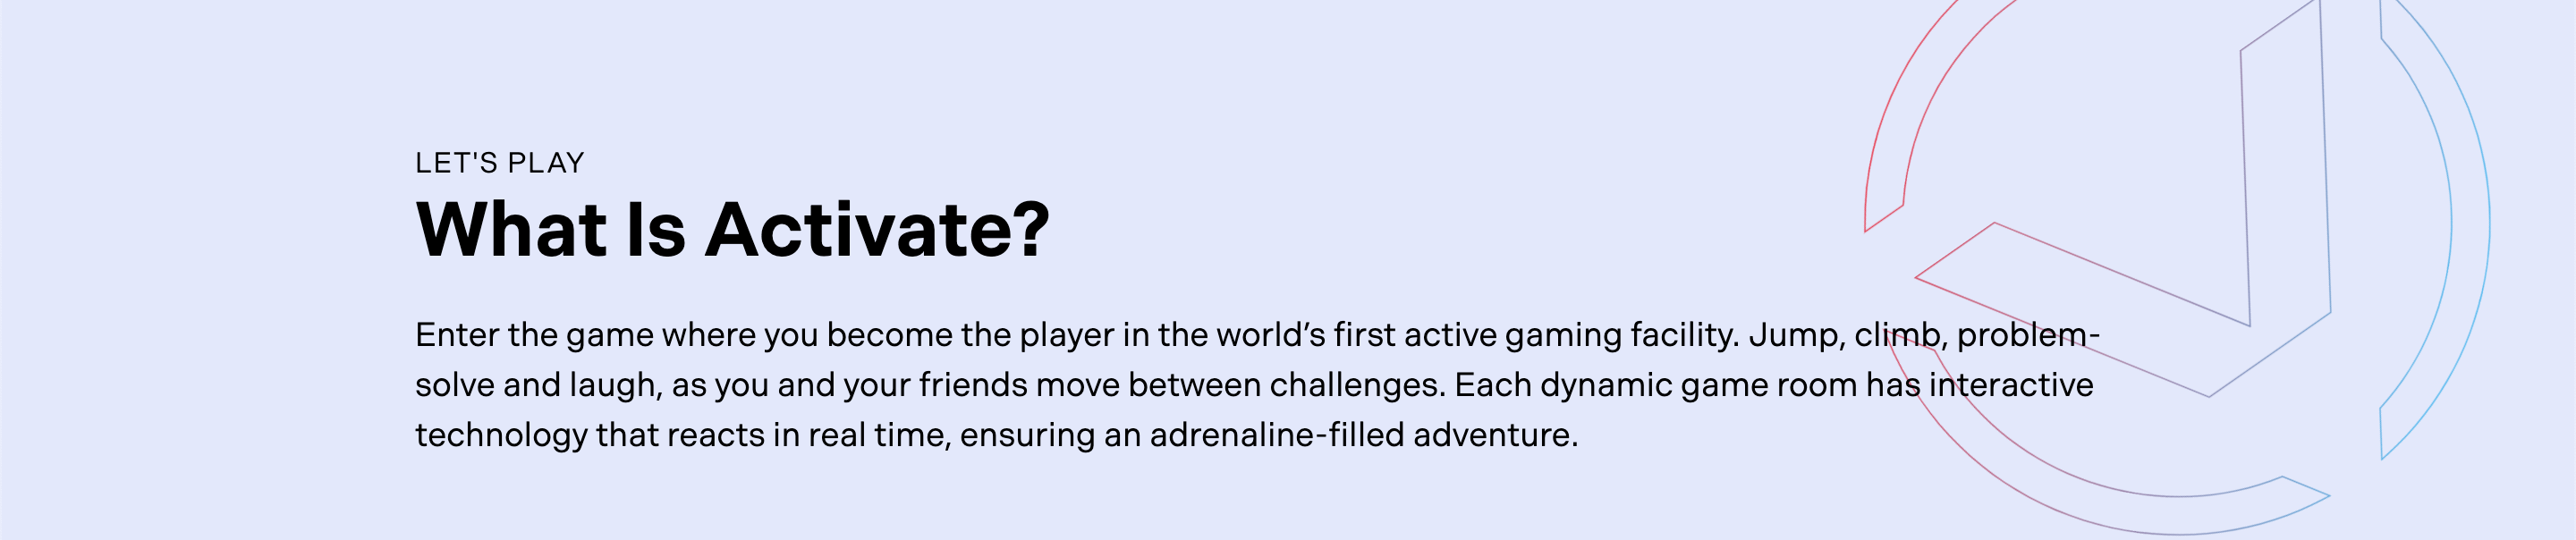 LET'S PLAY
What Is Activate?
Enter the game where you become the player in the world’s first active gaming facility. Jump, climb, problem-
solve and laugh, as you and your friends move between challenges. Each dynamic game room has interactive
technology that reacts in real time, ensuring an adrenaline-filled adventure.